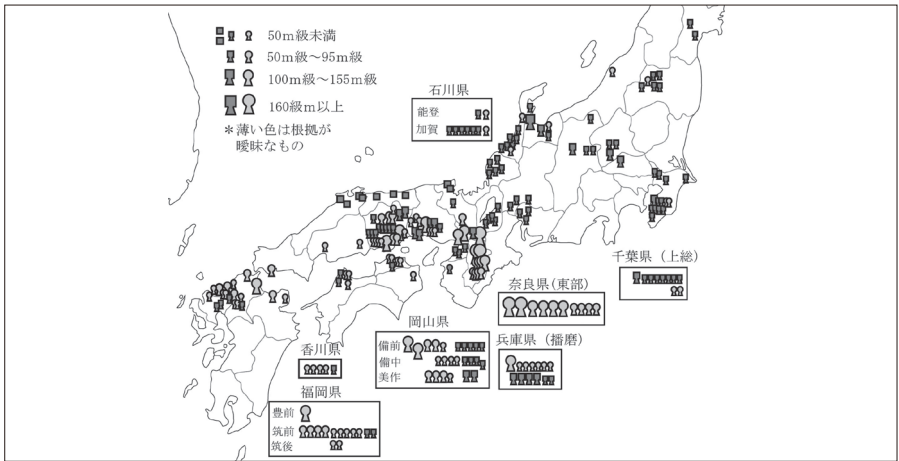 50m級未満
50m級〜95m級
100m級〜155m級
160級m以上
＊薄い色は根拠が
曖昧なもの
石川県
能登
加賀
千葉県（上総）
奈良県(東部)
岡山県
備前
備中
美作
兵庫県（播磨）
香川県
福岡県
豊前
筑前
筑後